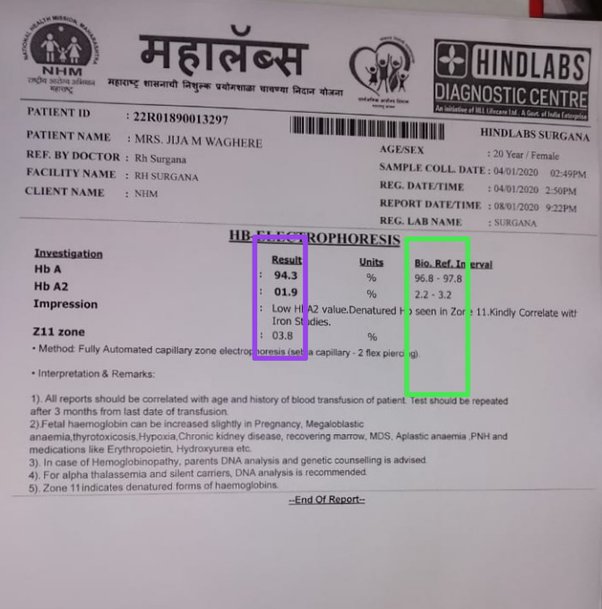 NATIONAL HEALTH MISSION, MAHARASHTRA
NHM
राष्ट्रीय आरोग्य अभियान
महाराष्ट्र
महालॅब्स
महाराष्ट्र शासनाची निशुल्क प्रयोगशाळा चाचण्या निदान योजना
सार्वजनिक आरोग्य विभाग
HINDLABS
DIAGNOSTIC CENTRE
An initiative of HLL Lifecare Ltd. A Govt. of India Enterprise
PATIENT ID : 22R01890013297
PATIENT NAME : MRS. JIJA M WAGHERE
REF. BY DOCTOR : Rh Surgana
FACILITY NAME : RH SURGANA
CLIENT NAME : NHM
HINDLABS SURGANA
AGE/SEX : 20 Year / Female
SAMPLE COLL. DATE : 04/01/2020 02:49PM
REG. DATE/TIME : 04/01/2020 2:50PM
REPORT DATE/TIME : 08/01/2020 9:22PM
REG. LAB NAME : SURGANA
HB ELECTROPHORESIS
Investigation Result Units Bio. Ref. Interval
Hb A : 94.3 % 96.8 - 97.8
Hb A2 : 01.9 % 2.2 - 3.2
Impression : Low HbA2 value.Denatured Hb seen in Zone 11.Kindly Correlate with
Iron Studies.
Z11 zone : 03.8 %
• Method: Fully Automated capillary zone electrophoresis (sebia capillary - 2 flex piercing).
• Interpretation & Remarks:
1). All reports should be correlated with age and history of blood transfusion of patient. Test should be repeated
after 3 months from last date of transfusion.
2).Fetal haemoglobin can be increased slightly in Pregnancy, Megaloblastic
anaemia,thyrotoxicosis,Hypoxia,Chronic kidney disease, recovering marrow, MDS, Aplastic anaemia ,PNH and
medications like Erythropoietin, Hydroxyurea etc.
3). In case of Hemoglobinopathy, parents DNA analysis and genetic counselling is advised.
4). For alpha thalassemia and silent carriers, DNA analysis is recommended.
5). Zone 11 indicates denatured forms of haemoglobins.
--End Of Report--